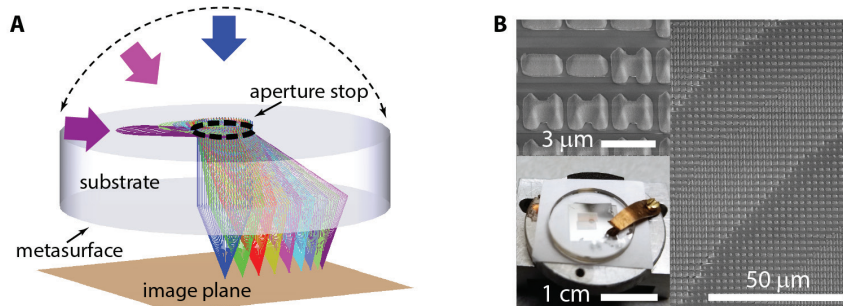 A
aperture stop
substrate
metasurface
image plane
B
3 μm
1 cm
50 μm